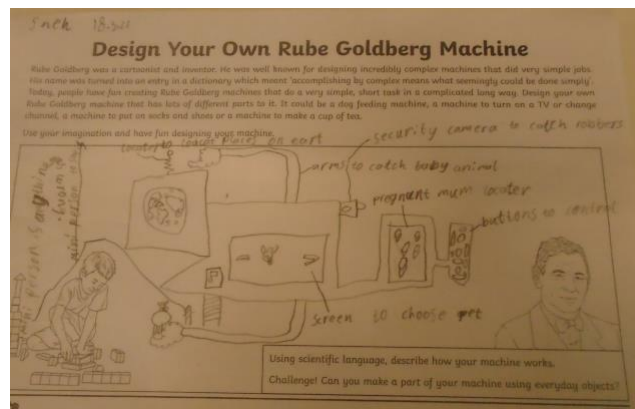 Design Your Own Rube Goldberg Machine
Rube Goldberg was a cartoonist and inventor. He was well known for designing incredibly complex machines that did very simple jobs.
His name was turned into an entry in a dictionary which meant 'accomplishing by complex means what seemingly could be done simply'.
Today, people have fun creating Rube Goldberg machines that do a very simple, short task in a complicated long way. Design your own
Rube Goldberg machine that has lots of different parts to it. It could be a dog feeding machine, a machine to turn on a TV or change
channel, a machine to put on socks and shoes or a machine to make a cup of tea.
Use your imagination and have fun designing your machine.
security camera to catch robbers
arms to catch baby animal
pregnunt mum locater
buttons to control
P
screen to choose pet
Using scientific language, describe how your machine works.
Challenge! Can you make a part of your machine using everyday objects?